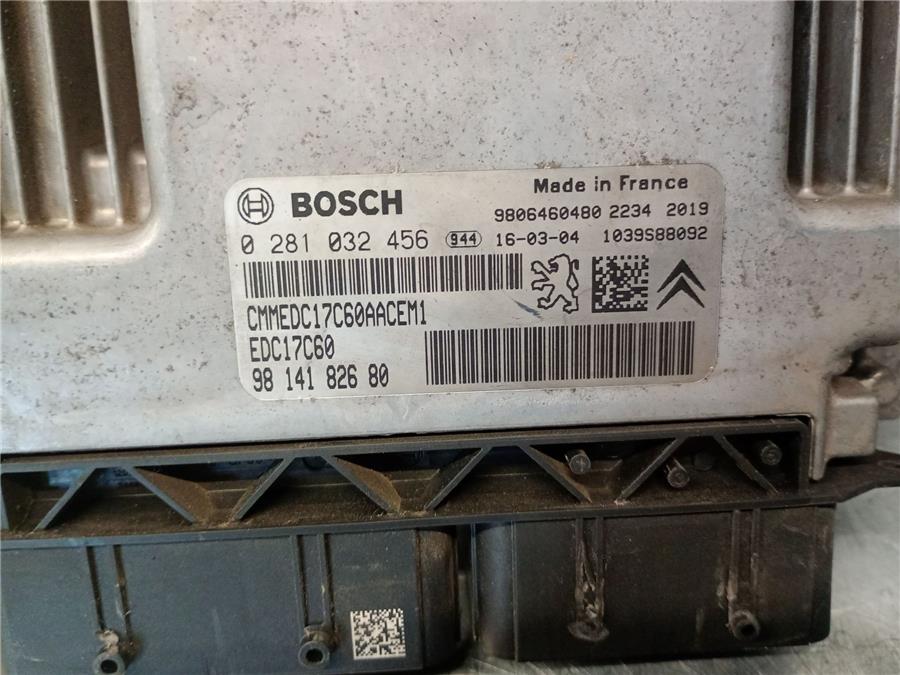 BOSCH
Made in France
9806460480 2234 2019
0 281 032 456 944 16-03-04 1039S88092
CMMEDC17C60AACEM1
EDC17C60
98 141 826 80